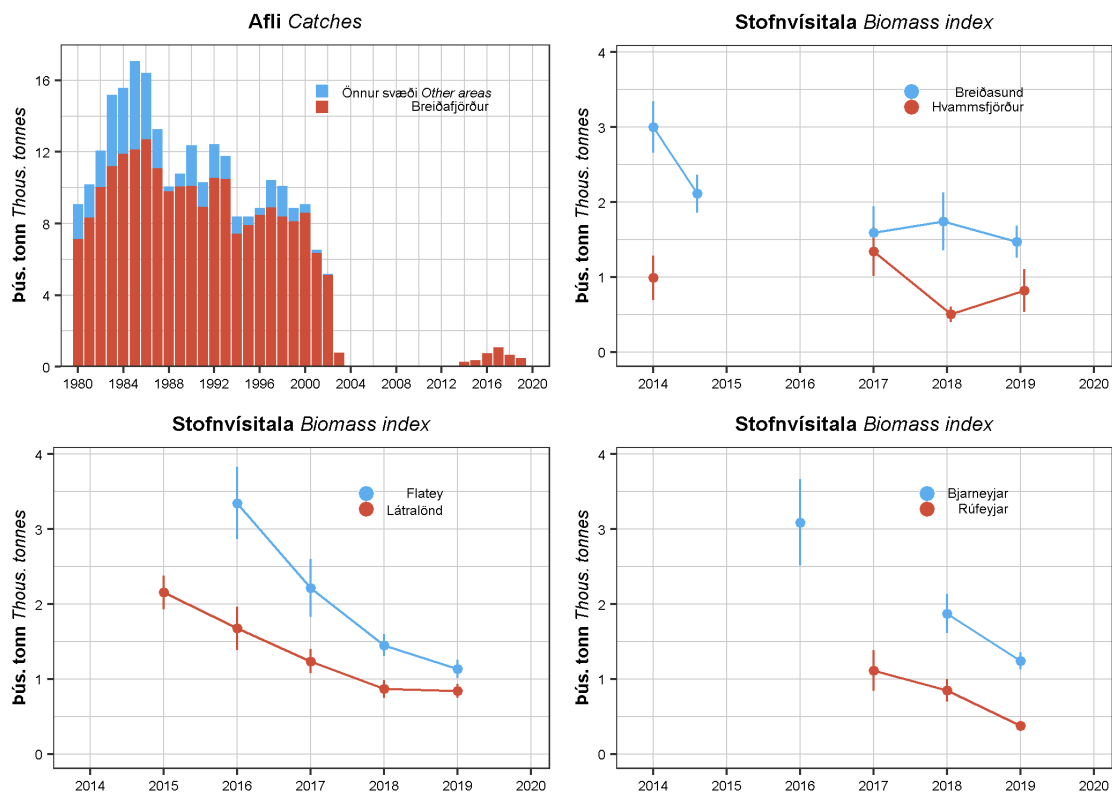 Afli Catches
Þús. tonn Thous. tonnes
16
12
8
4
0
Önnur svæði Other areas
Breiðafjörður
1980 1984 1988 1992 1996 2000 2004 2008 2012 2016 2020
Stofnvísitala Biomass index
Þús. tonn Thous. tonnes
4
3
2
1
0
Breiðasund
Hvammsfjörður
2014 2015 2016 2017 2018 2019 2020
Stofnvísitala Biomass index
Þús. tonn Thous. tonnes
4
3
2
1
0
Flatey
Látralönd
2014 2015 2016 2017 2018 2019 2020
Stofnvísitala Biomass index
Þús. tonn Thous. tonnes
4
3
2
1
0
Bjarneyjar
Rúfeyjar
2014 2015 2016 2017 2018 2019 2020